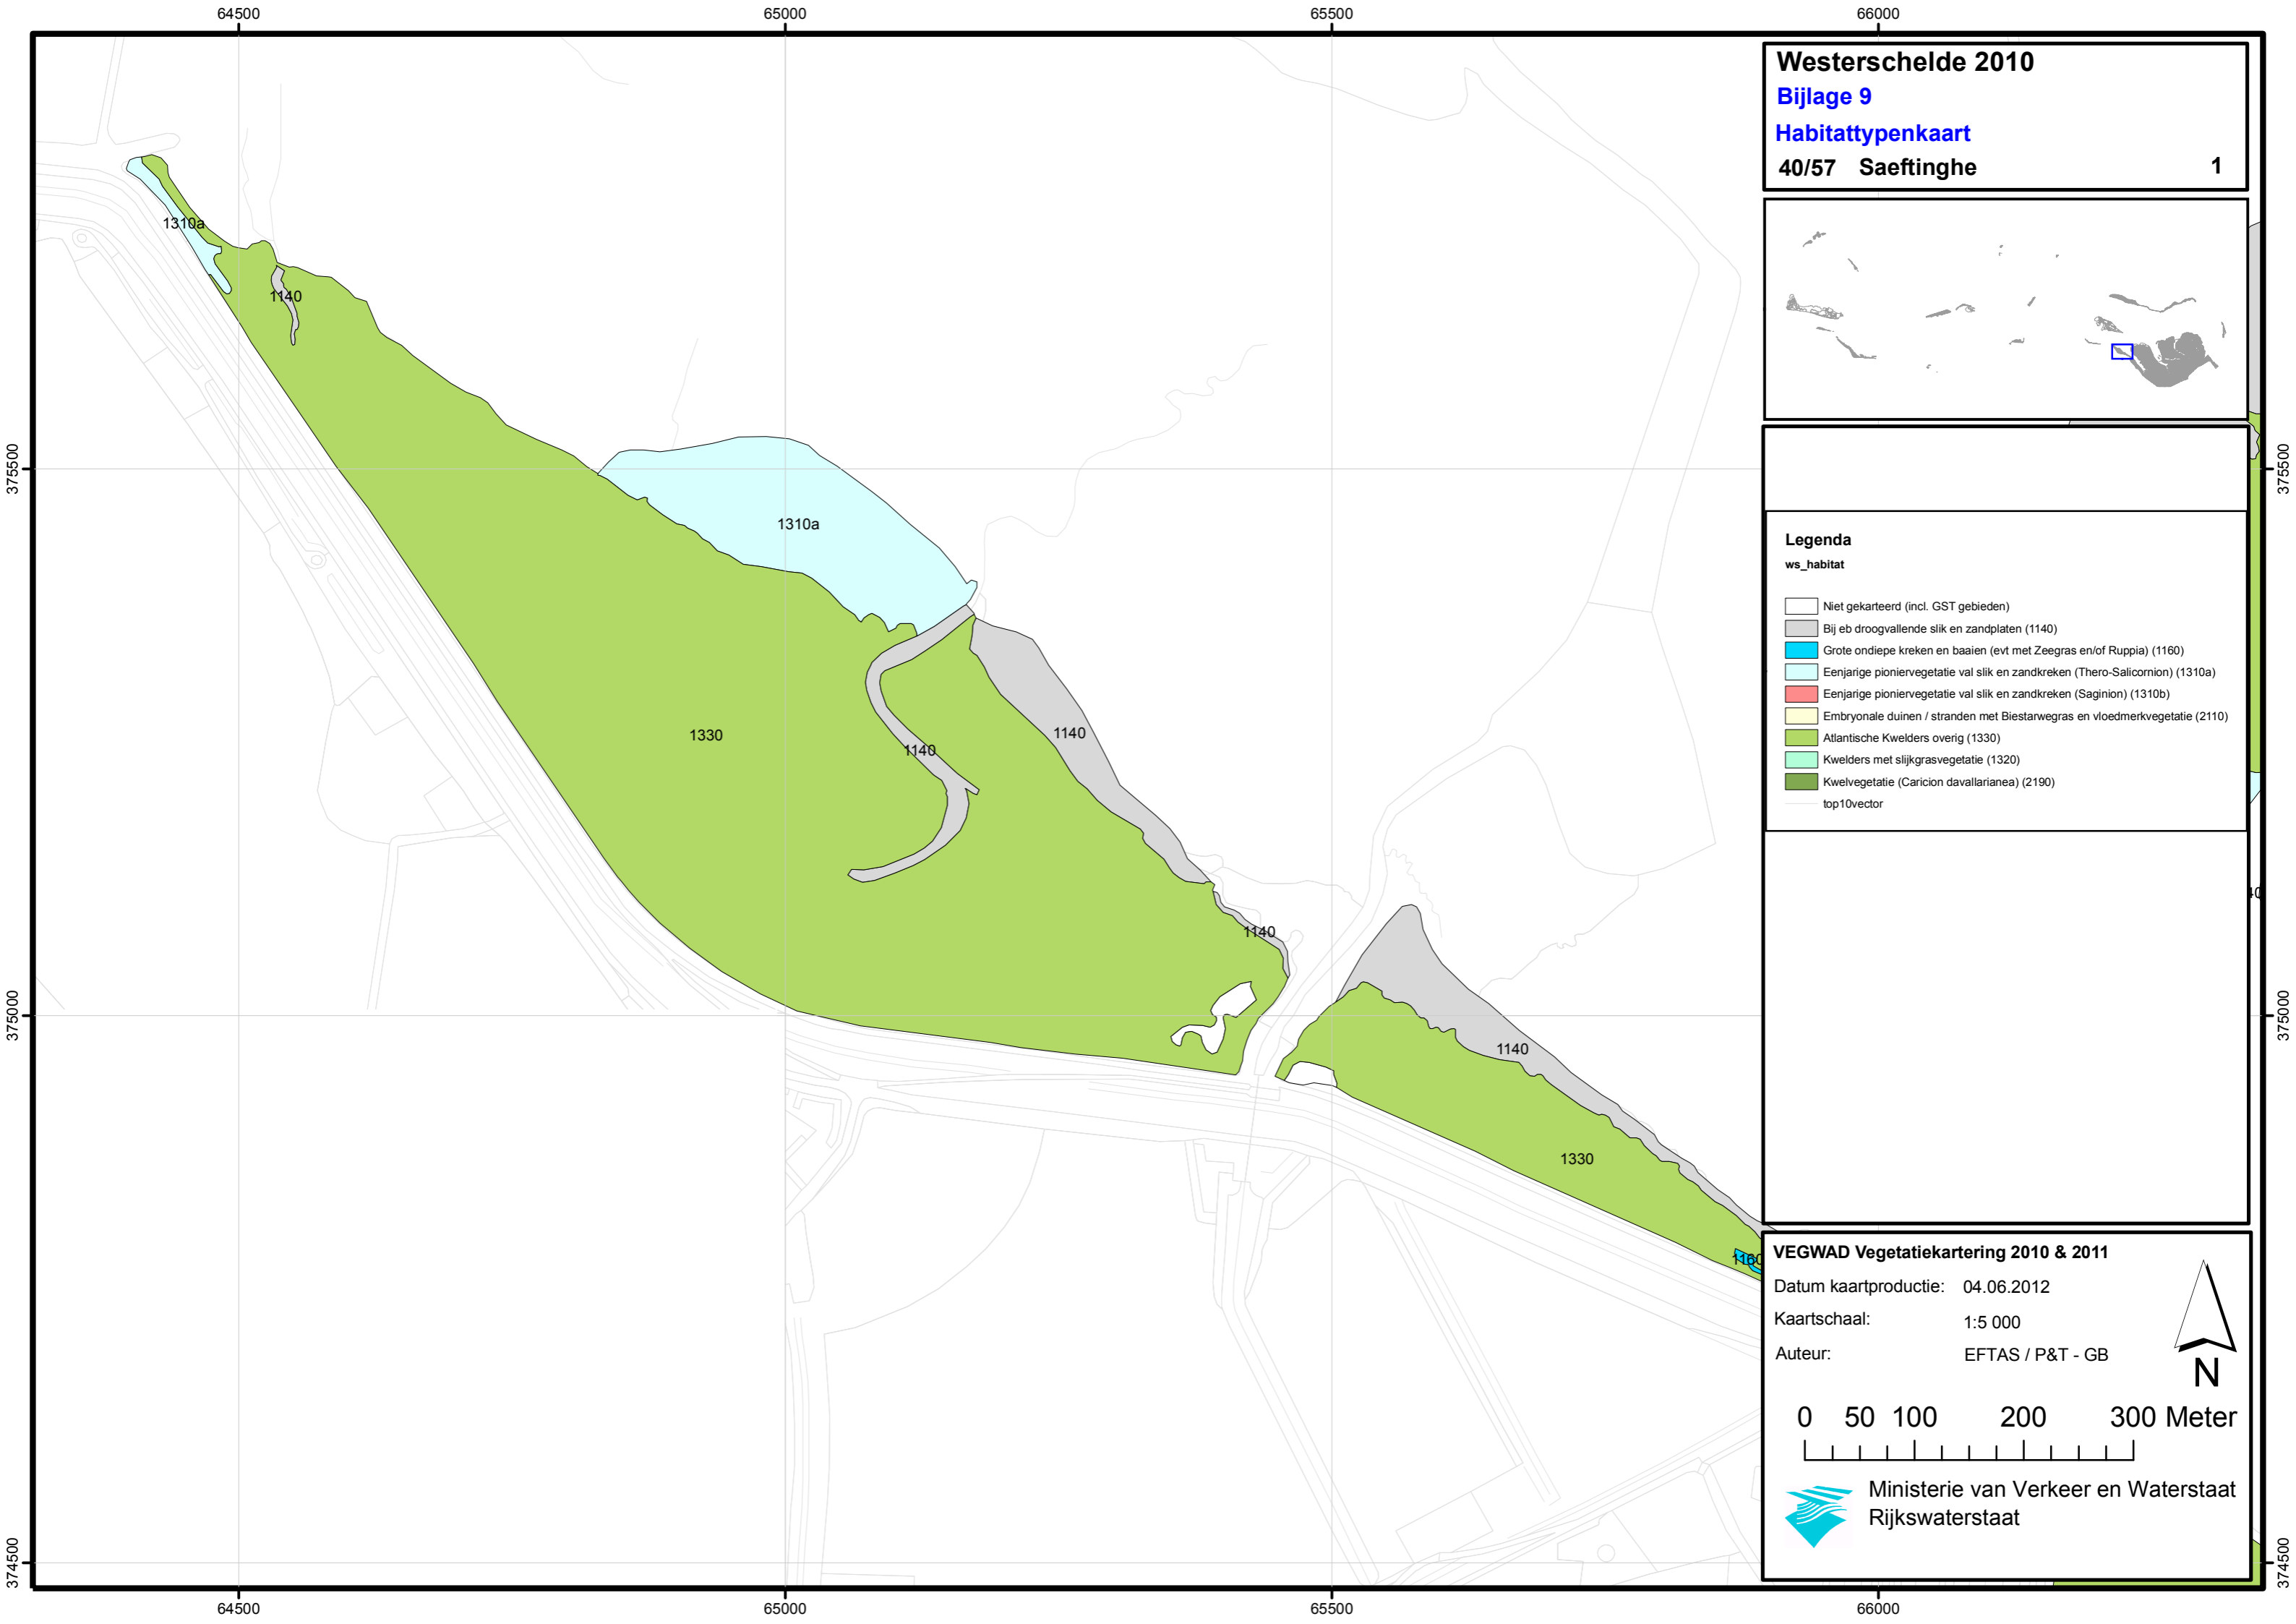 64500
65000
65500
66000
Westerschelde 2010
Bijlage 9
Habitattypenkaart
40/57 Saeftinghe 1
1310a
1140
375500
375500
1310a
Legenda
ws_habitat
Niet gekarteerd (incl. GST gebieden)
Bij eb droogvallende slik en zandplaten (1140)
Grote ondiepe kreken en baaien (evt met Zeegras en/of Ruppia) (1160)
Eenjarige pioniervegetatie val slik en zandkreken (Thero-Salicornion) (1310a)
Eenjarige pioniervegetatie val slik en zandkreken (Saginion) (1310b)
Embryonale duinen / stranden met Biestarwegras en vloedmerkvegetatie (2110)
Atlantische Kwelders overig (1330)
Kwelders met slijkgrasvegetatie (1320)
Kwelvegetatie (Caricion davallarianea) (2190)
top10vector
1330
1140
1140
1140
375000
375000
1140
1330
1160
VEGWAD Vegetatiekartering 2010 & 2011
Datum kaartproductie: 04.06.2012
Kaartschaal: 1:5 000
Auteur: EFTAS / P&T - GB
N
0 50 100 200 300 Meter
Ministerie van Verkeer en Waterstaat
Rijkswaterstaat
374500
374500
64500
65000
65500
66000